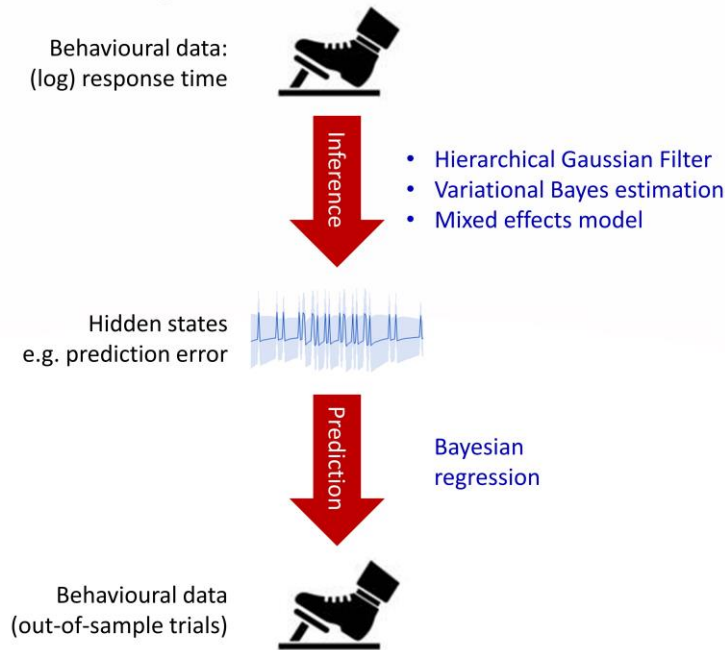 Behavioural data:
(log) response time
Inference
• Hierarchical Gaussian Filter
• Variational Bayes estimation
• Mixed effects model
Hidden states
e.g. prediction error
Prediction
Bayesian
regression
Behavioural data
(out-of-sample trials)